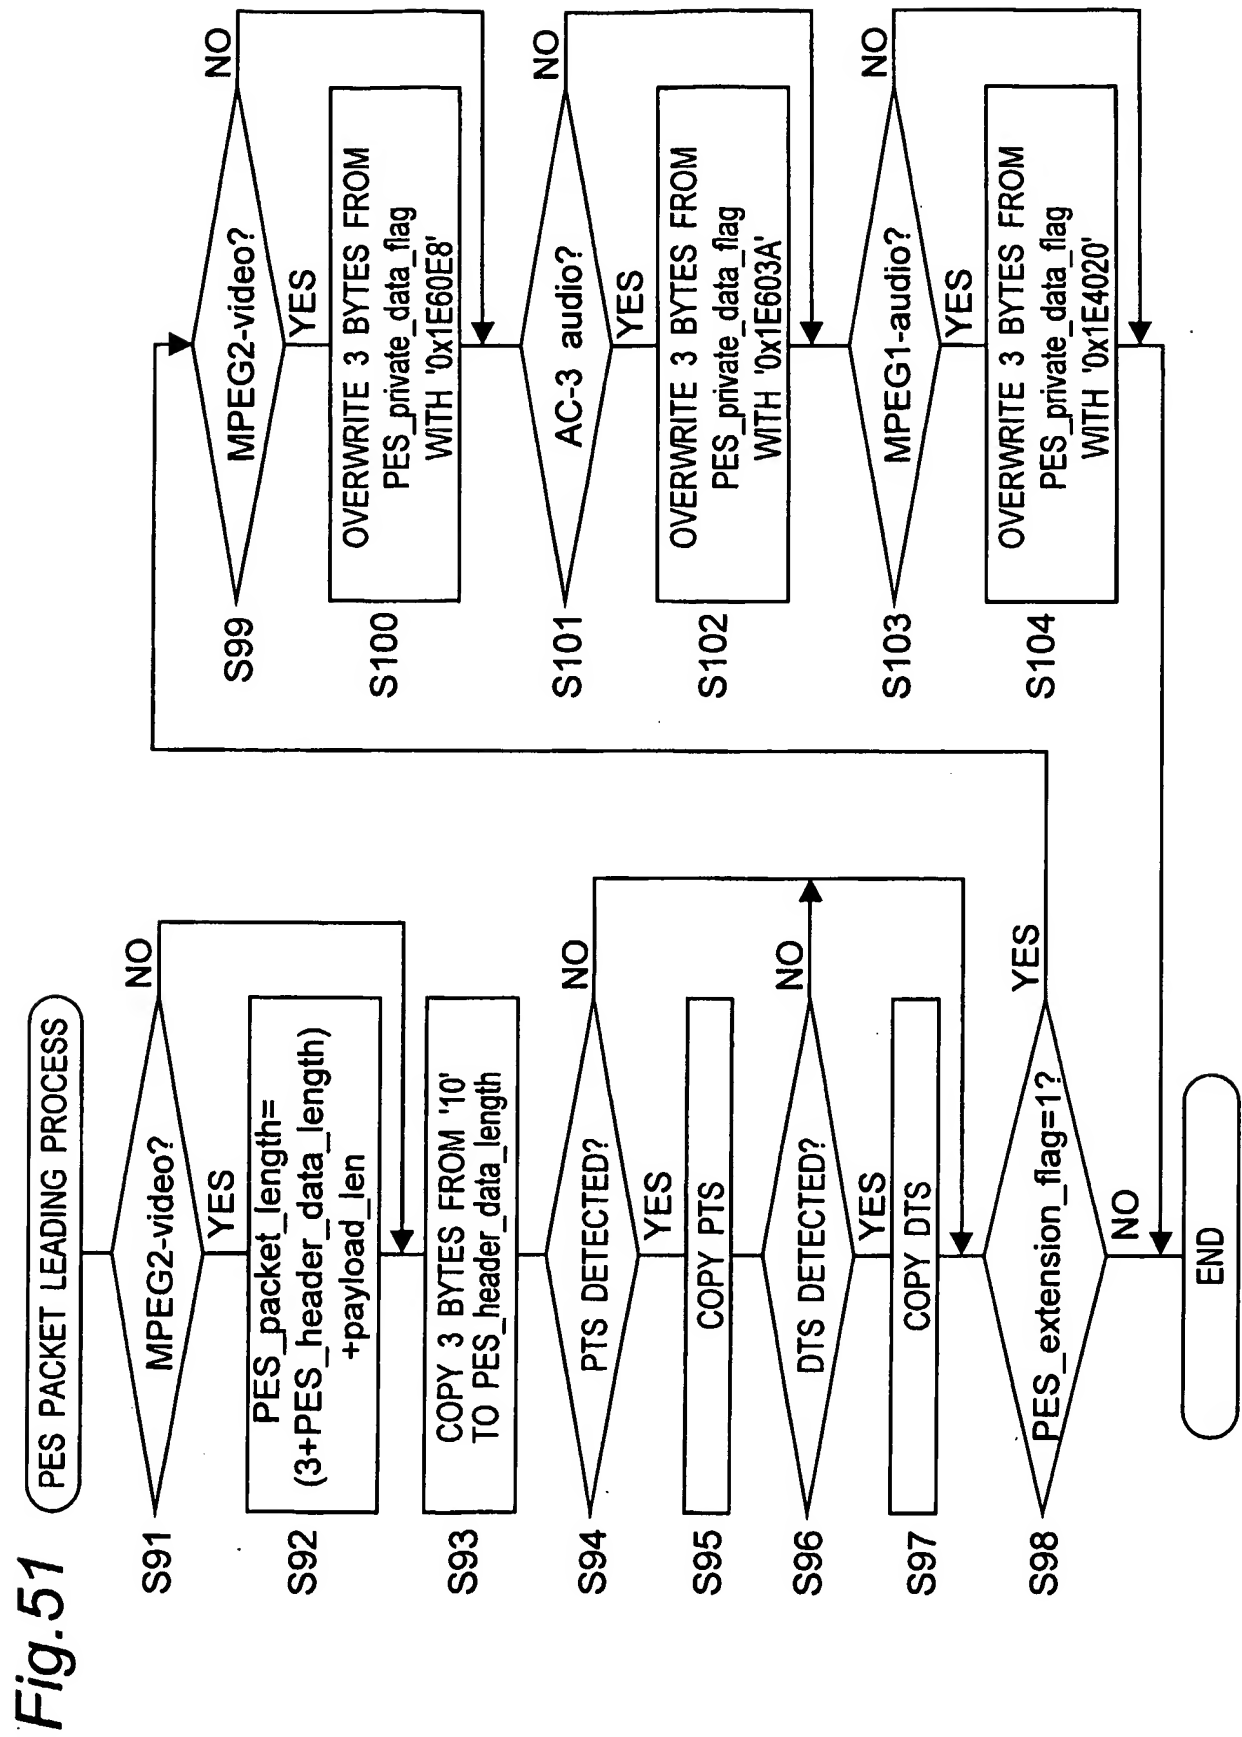 Fig.51
PES PACKET LEADING PROCESS
S91
MPEG2-video?
NO
YES
S92
PES_packet_length=
(3+PES_header_data_length)
+payload_len
S93
COPY 3 BYTES FROM '10'
TO PES_header_data_length
S94
PTS DETECTED?
NO
YES
S95
COPY PTS
S96
DTS DETECTED?
NO
YES
S97
COPY DTS
S98
PES_extension_flag=1?
YES
NO
END
S99
MPEG2-video?
NO
YES
S100
OVERWRITE 3 BYTES FROM
PES_private_data_flag
WITH '0x1E60E8'
S101
AC-3 audio?
NO
YES
S102
OVERWRITE 3 BYTES FROM
PES_private_data_flag
WITH '0x1E603A'
S103
MPEG1-audio?
NO
YES
S104
OVERWRITE 3 BYTES FROM
PES_private_data_flag
WITH '0x1E4020'